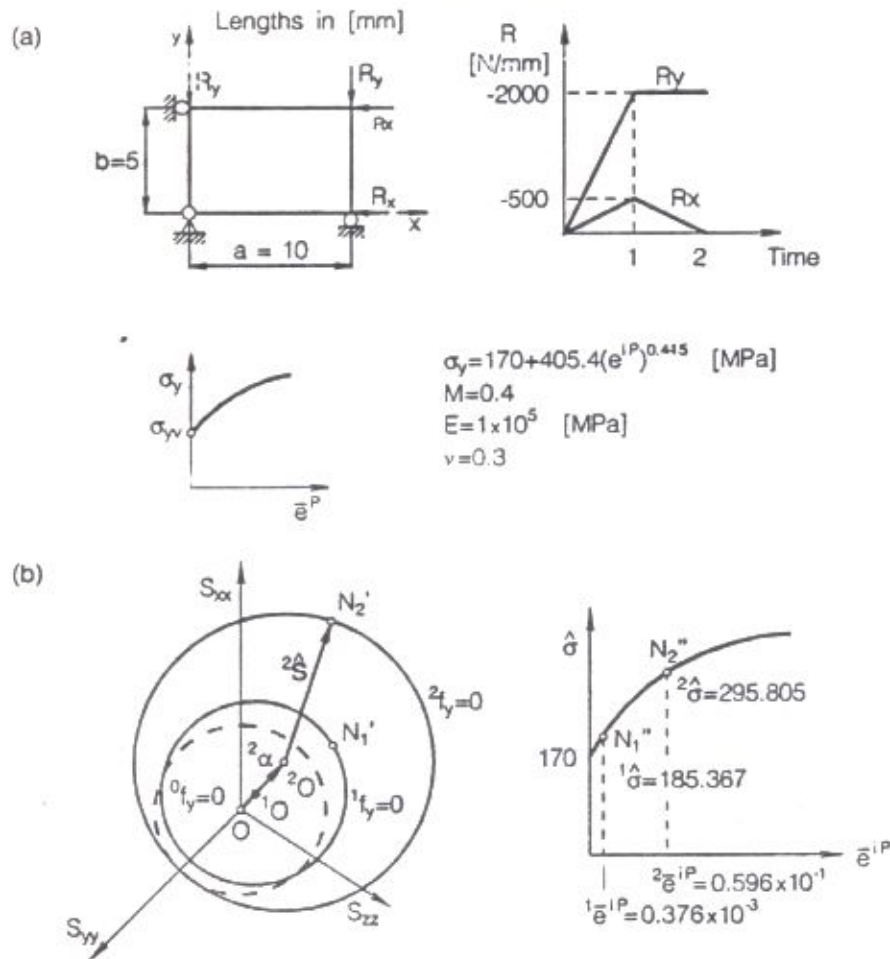 (a)
Lengths in [mm]
y
R_y
R_y
Rx
b=5
R_x
x
a = 10
R
[N/mm]
-2000
Ry
-500
Rx
1
2
Time
σ_y
σ_yv
ē^P
σ_y=170+405.4(e^iP)^0.445 [MPa]
M=0.4
E=1x10^5 [MPa]
ν=0.3
(b)
S_xx
N_2'
^2Ŝ
^2f_y=0
N_1'
^2α
^2O
^0f_y=0
^1O
^1f_y=0
O
S_yy
S_zz
σ̂
N_2"
^2σ̂=295.805
170
N_1"
^1σ̂=185.367
ē^iP
^2ē^iP=0.596x10^-1
^1ē^iP=0.376x10^-3